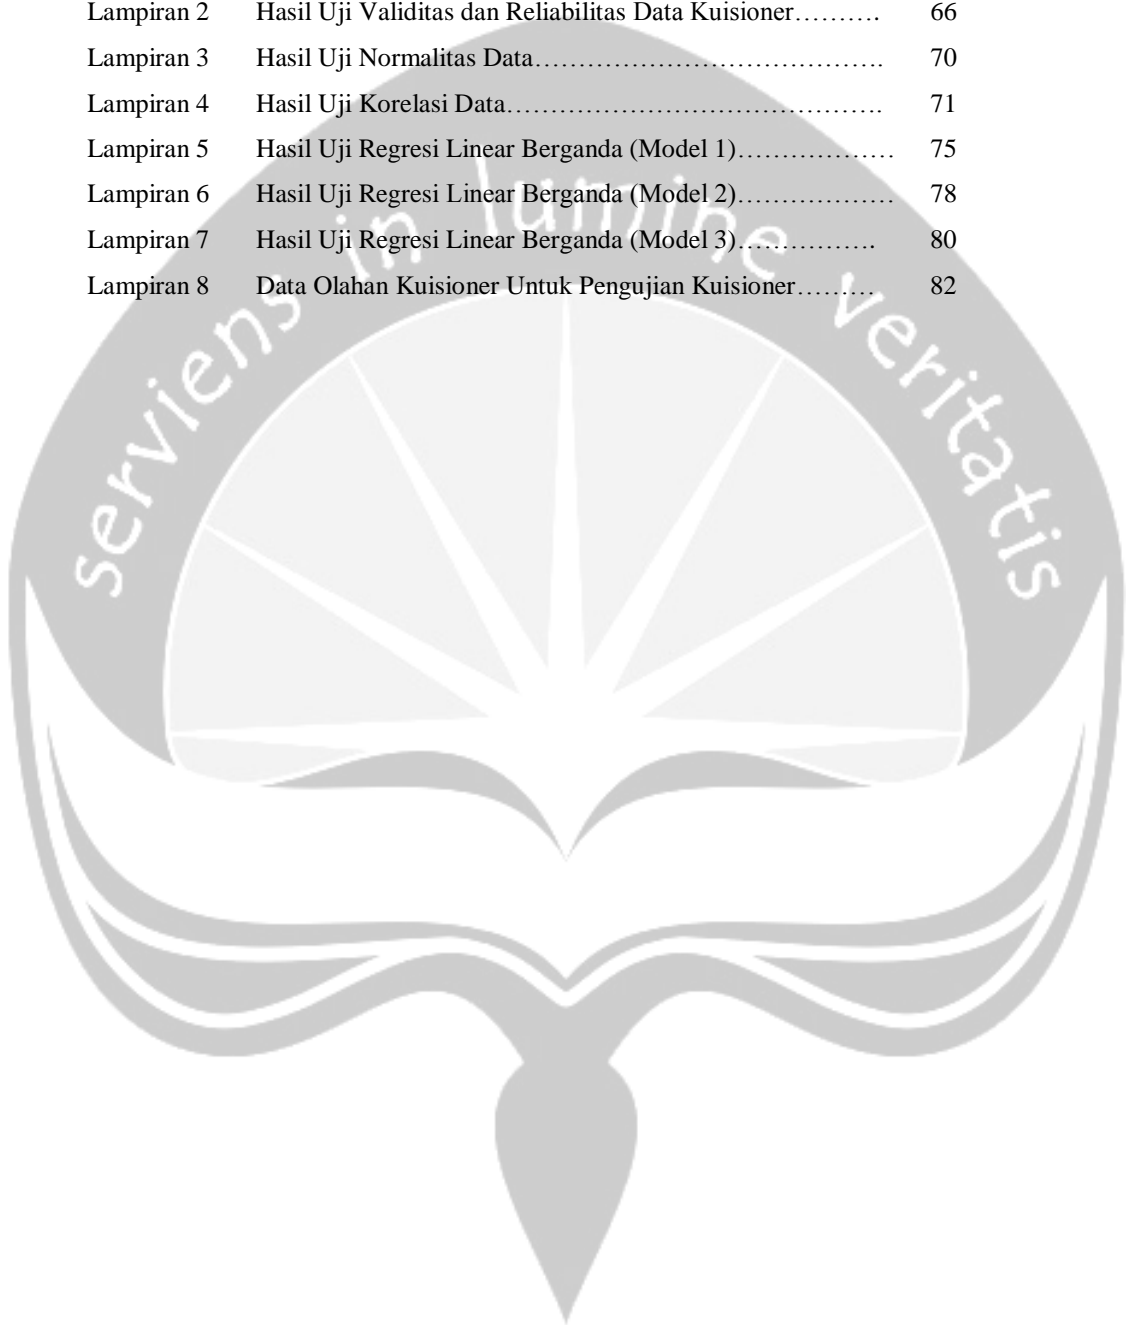 Lampiran 2 Hasil Uji Validitas dan Reliabilitas Data Kuisioner………. 66
Lampiran 3 Hasil Uji Normalitas Data…………………………………. 70
Lampiran 4 Hasil Uji Korelasi Data……………………………………. 71
Lampiran 5 Hasil Uji Regresi Linear Berganda (Model 1)……………… 75
Lampiran 6 Hasil Uji Regresi Linear Berganda (Model 2)……………… 78
Lampiran 7 Hasil Uji Regresi Linear Berganda (Model 3)……………. 80
Lampiran 8 Data Olahan Kuisioner Untuk Pengujian Kuisioner……… 82
serviens in lumine veritatis